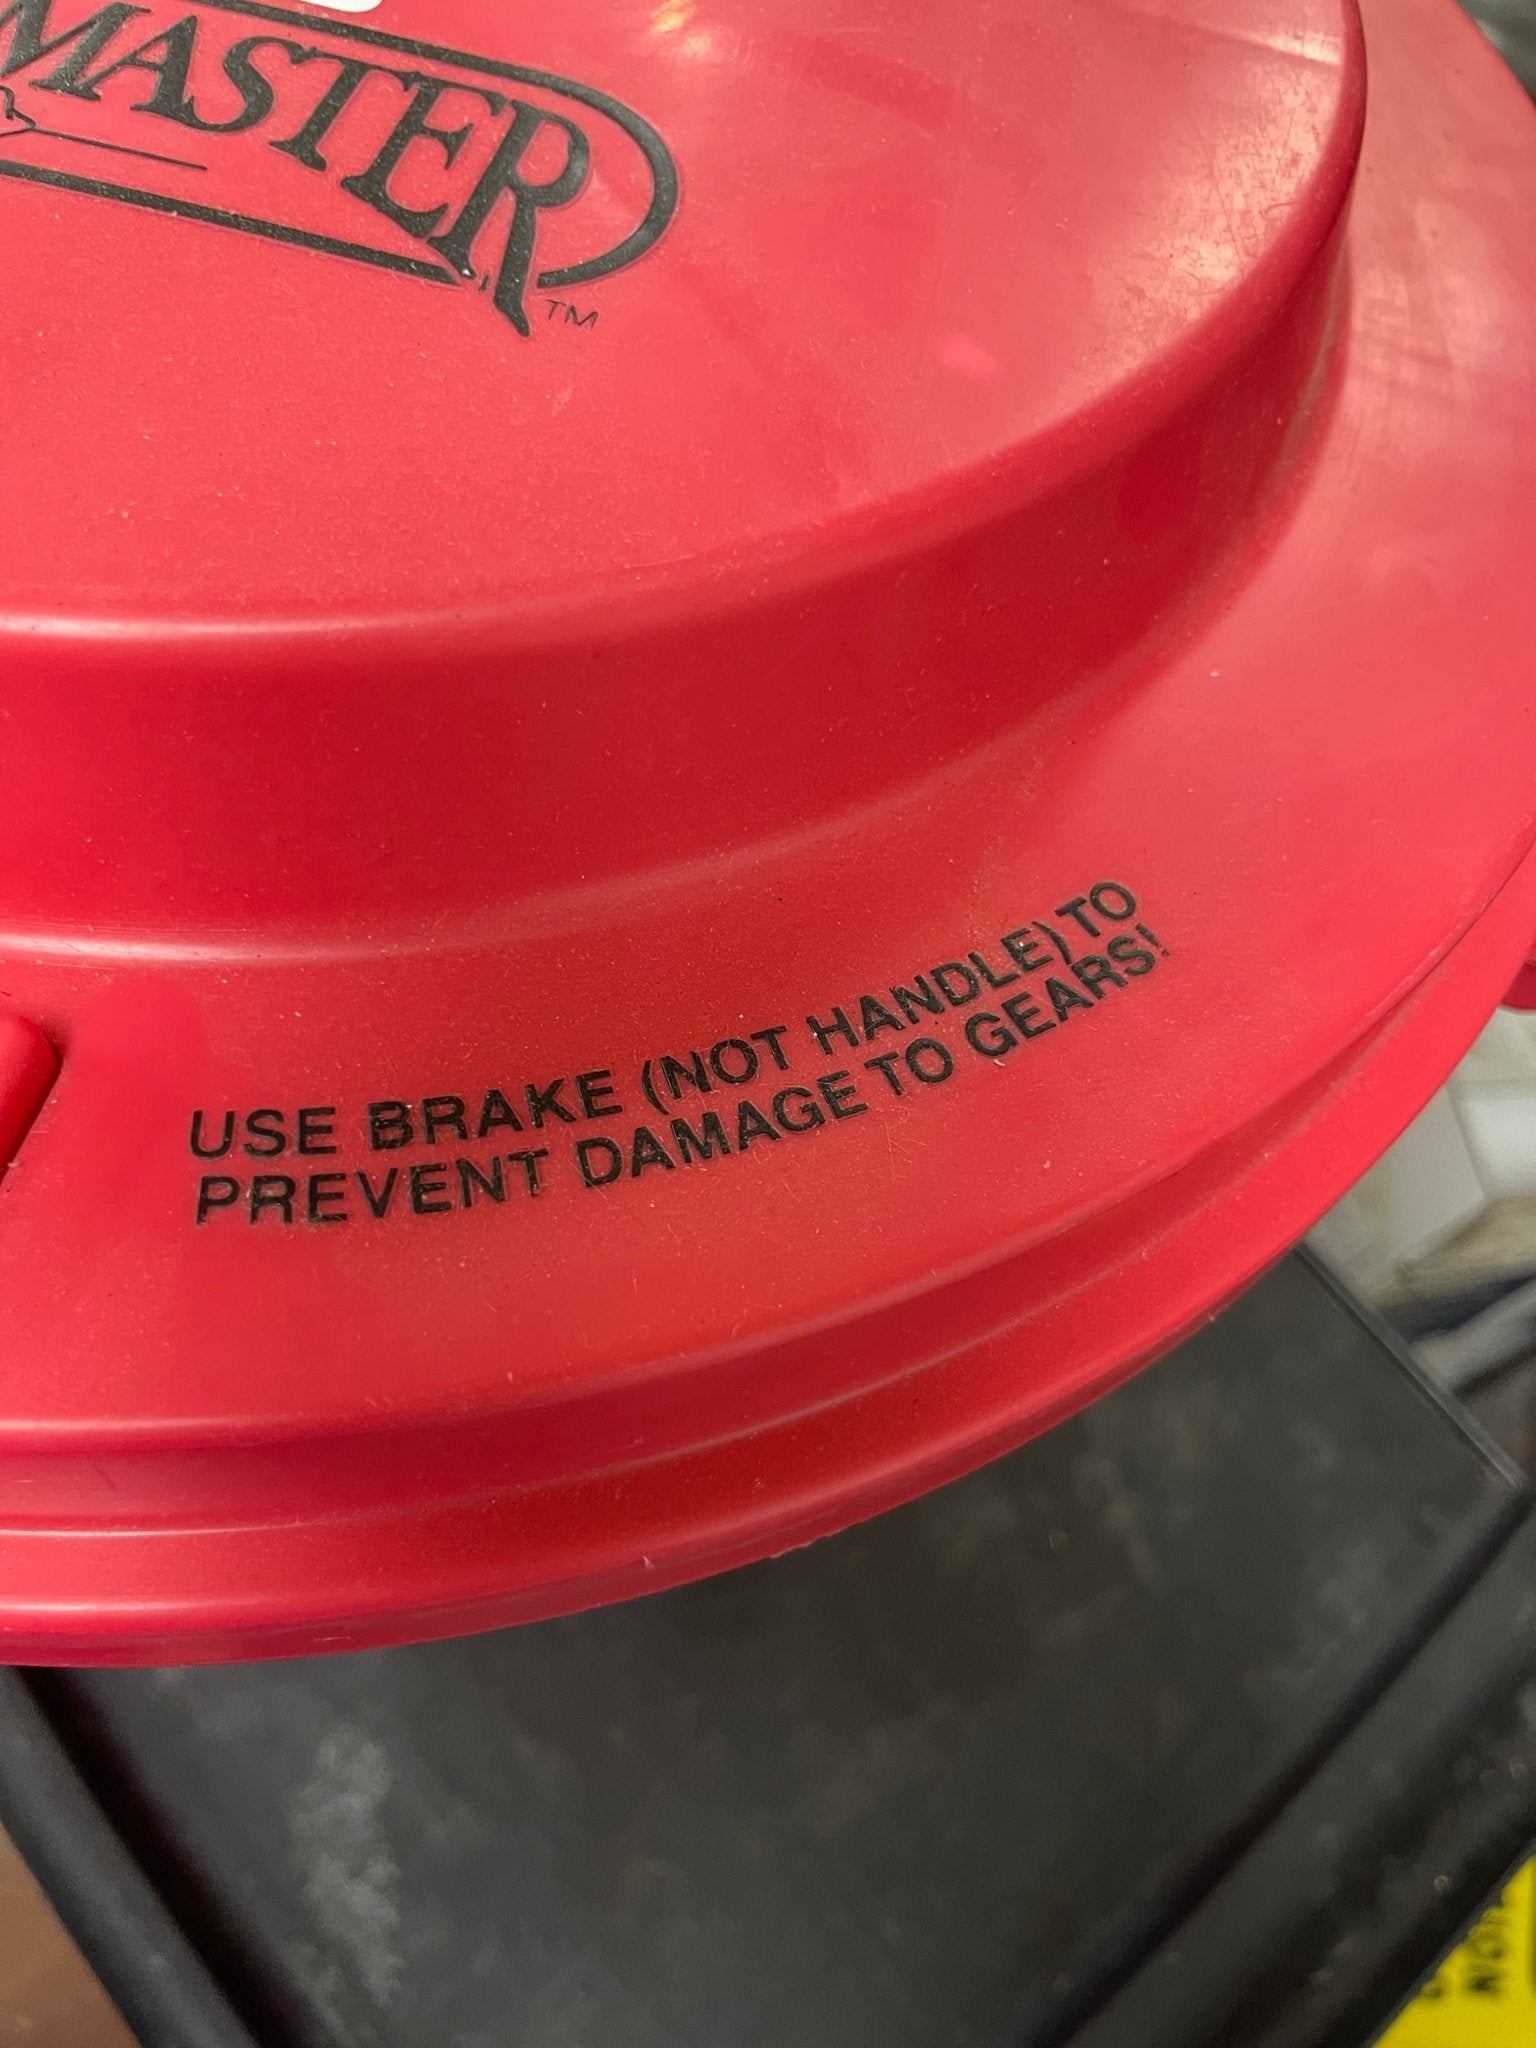 MASTER
TM
USE BRAKE (NOT HANDLE) TO
PREVENT DAMAGE TO GEARS!